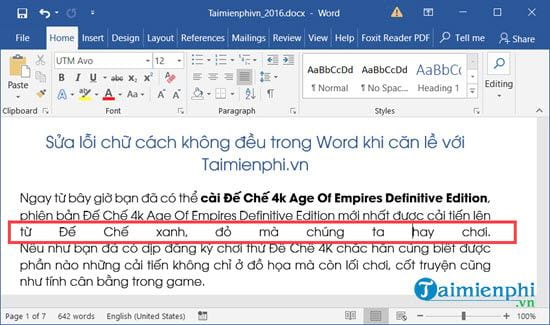 Taimienphivn_2016.docx - Word
File Home Insert Design Layout References Mailings Review View Developer Add-Ins Foxit Reader PDF Tell me Share
UTM Avo 12
AaBbCcDd AaBbCcDd AaBbCc
¶ Normal ¶ No Spac... Heading 1
Editing
Clipboard Font Paragraph Styles
Sửa lỗi chữ cách không đều trong Word khi căn lề với
Taimienphi.vn
Ngay từ bây giờ bạn đã có thể cài Đế Chế 4k Age Of Empires Definitive Edition,
phiên bản Đế Chế 4K Age Of Empires Definitive Edition mới nhất được cải tiến lên
từ Đế Chế xanh, đỏ mà chúng ta hay chơi.
Nếu như bạn đã có dịp đăng ký chơi thử Đế Chế 4K chắc hẳn cũng biết được
phần nào những cải tiến không chỉ ở đồ họa mà còn lối chơi, cốt truyện cũng
như tính cân bằng trong game.
Taimienphi
.vn
Page 1 of 7 642 words English (United States) 100%